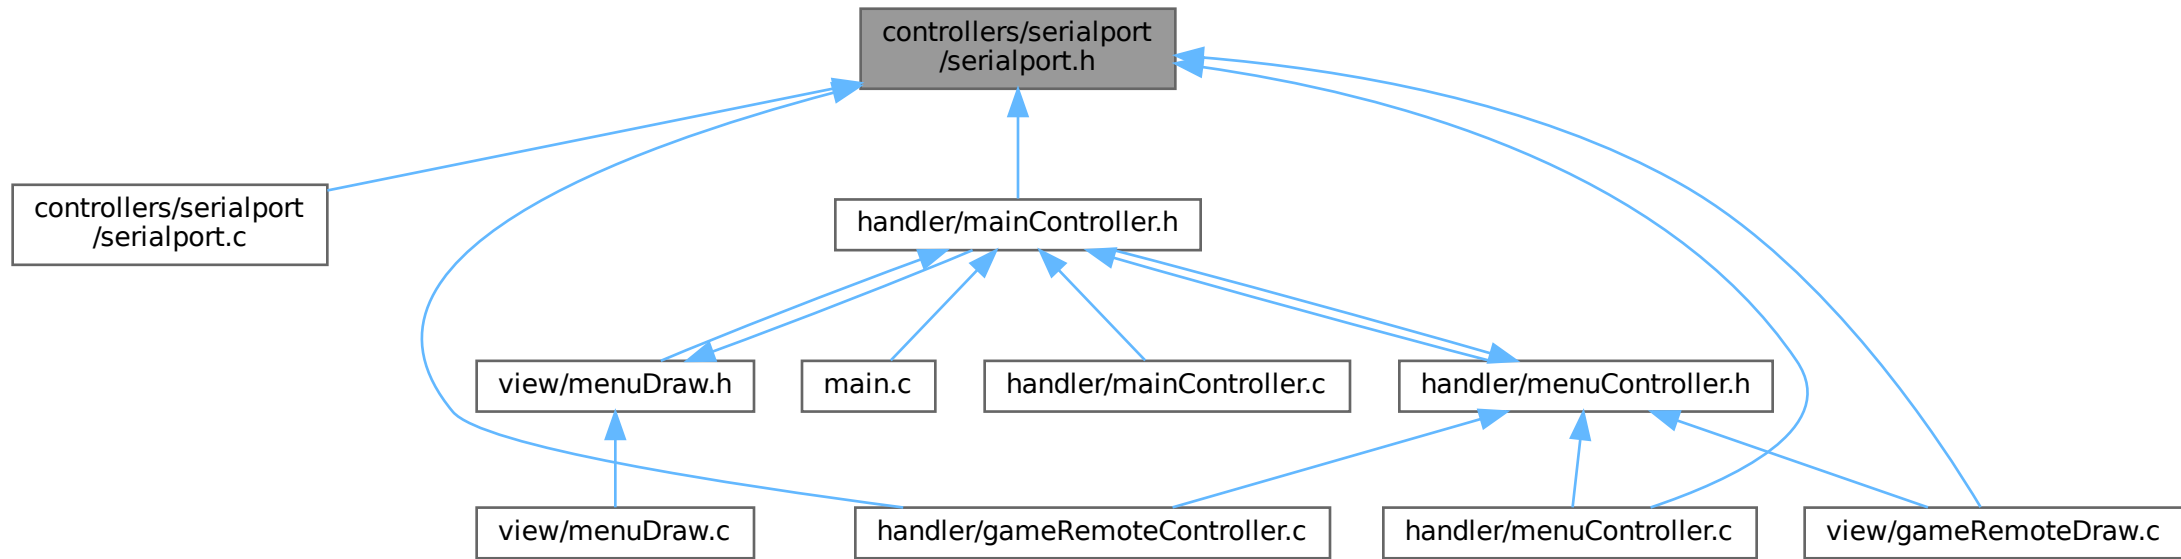 controllers/serialport
/serialport.h
controllers/serialport
/serialport.c
handler/mainController.h
view/menuDraw.h
main.c
handler/mainController.c
handler/menuController.h
view/menuDraw.c
handler/gameRemoteController.c
handler/menuController.c
view/gameRemoteDraw.c